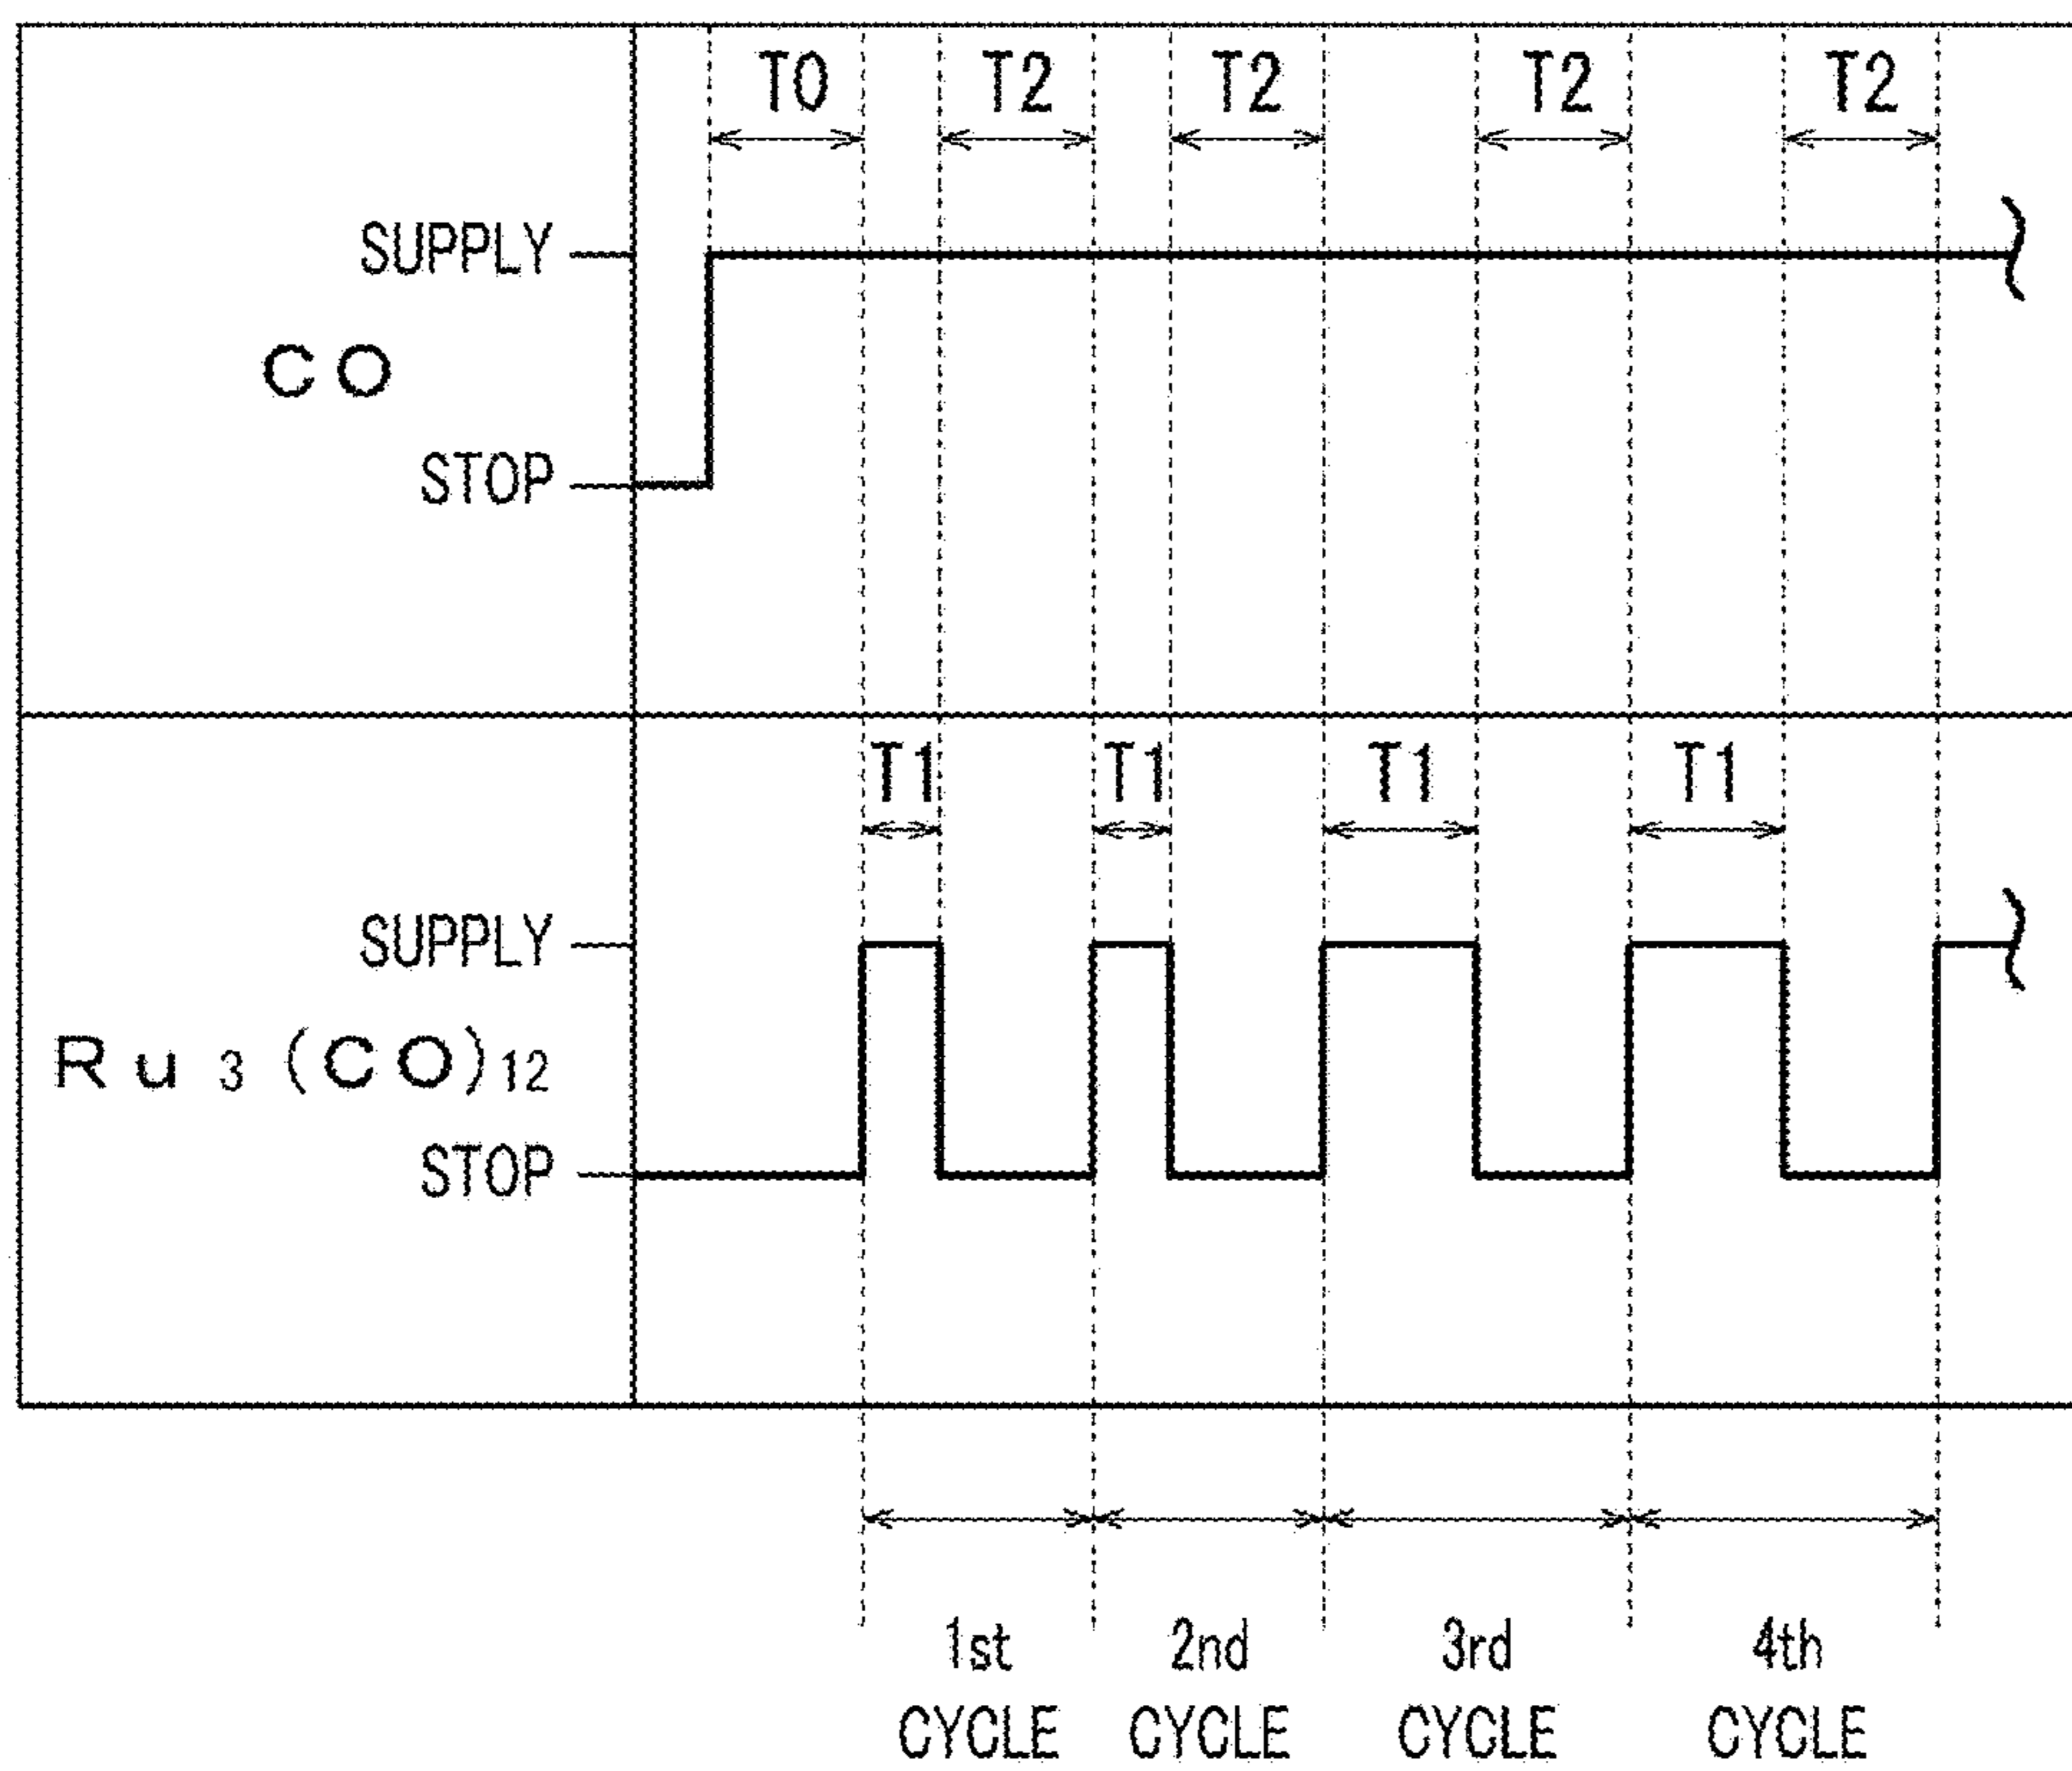 T0 T2 T2 T2 T2
SUPPLY
CO
STOP
T1 T1 T1 T1
SUPPLY
Ru3(CO)12
STOP
1st 2nd 3rd 4th
CYCLE CYCLE CYCLE CYCLE